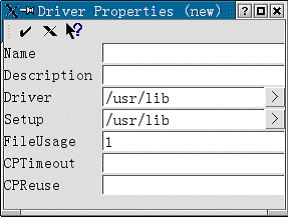 Driver Properties (new)
Name
Description
Driver /usr/lib
Setup /usr/lib
FileUsage 1
CPTimeout
CPReuse